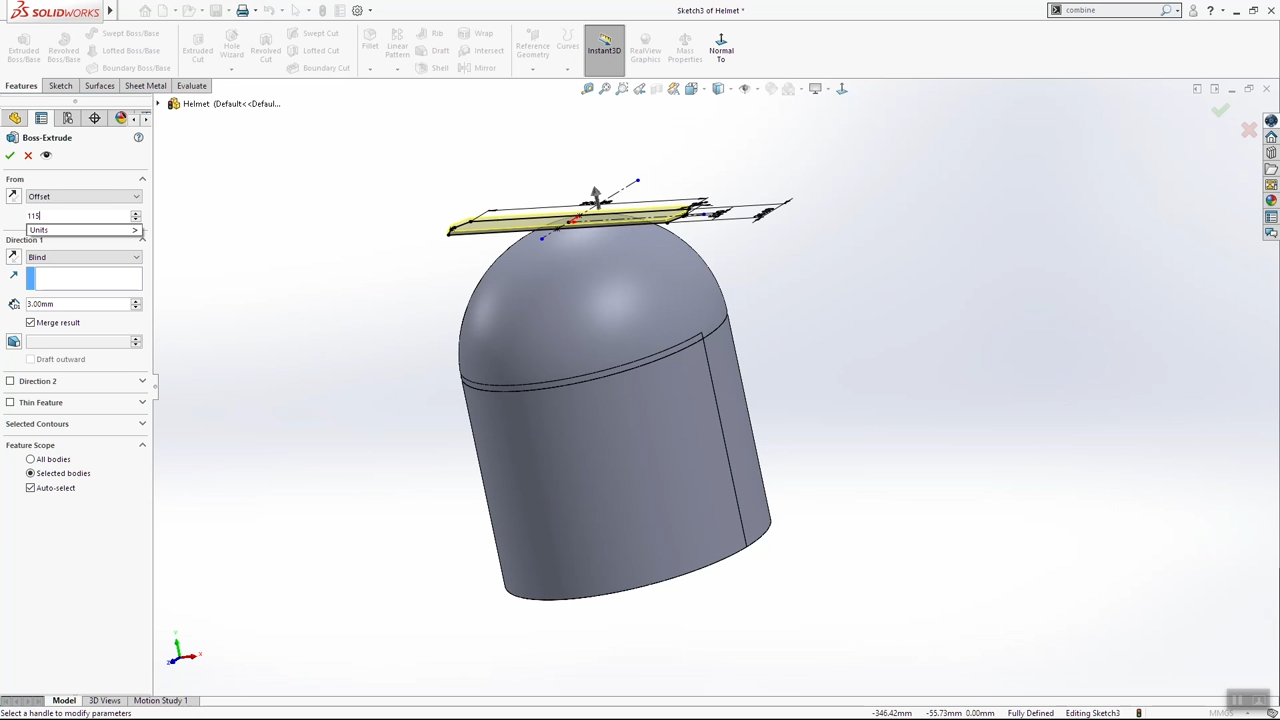 SOLIDWORKS
Sketch3 of Helmet *
combine
Extruded Boss/Base
Revolved Boss/Base
Swept Boss/Base
Lofted Boss/Base
Boundary Boss/Base
Extruded Cut
Hole Wizard
Revolved Cut
Swept Cut
Lofted Cut
Boundary Cut
Fillet
Linear Pattern
Rib
Draft
Shell
Wrap
Intersect
Mirror
Reference Geometry
Curves
Instant3D
RealView Graphics
Mass Properties
Normal To
Features
Sketch
Surfaces
Sheet Metal
Evaluate
Helmet (Default<<Defaul...
Boss-Extrude
From
Offset
115
Units >
Direction 1
Blind
3.00mm
Merge result
Draft outward
Direction 2
Thin Feature
Selected Contours
Feature Scope
All bodies
Selected bodies
Auto-select
Model
3D Views
Motion Study 1
Select a handle to modify parameters
-346.42mm
-55.73mm
0.00mm
Fully Defined
Editing Sketch3
MMGS